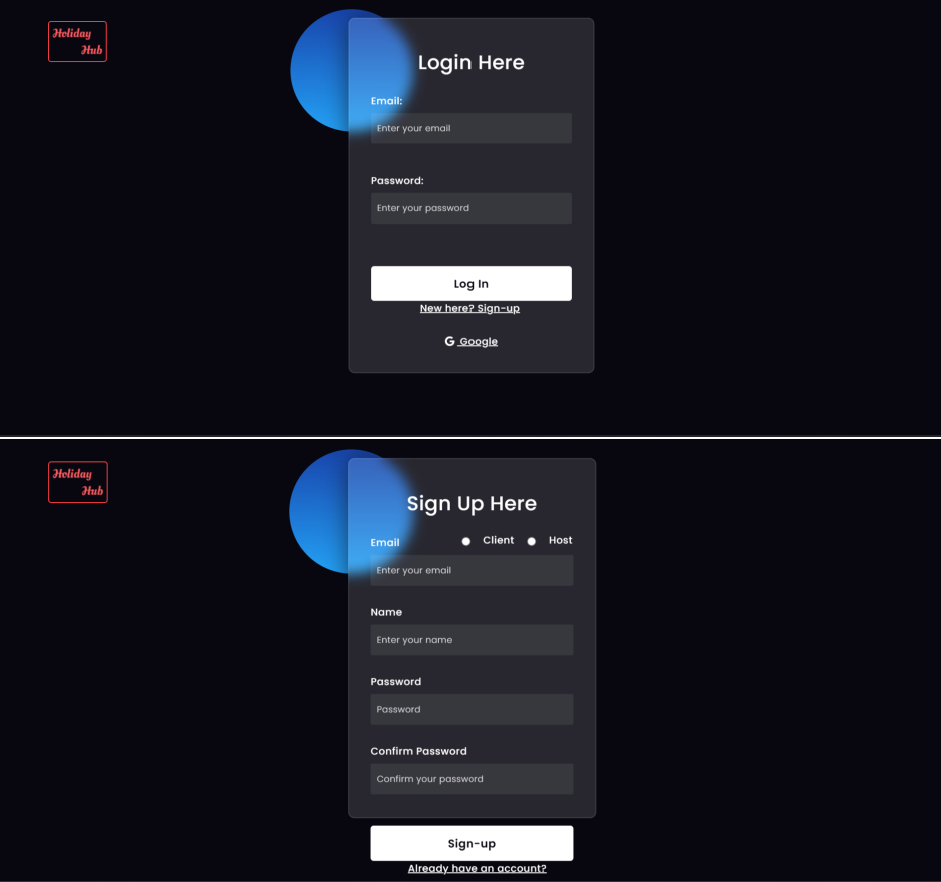 Holiday
Hub
Login Here
Email:
Enter your email
Password:
Enter your password
Log In
New here? Sign-up
G Google
Holiday
Hub
Sign Up Here
Email
Client
Host
Enter your email
Name
Enter your name
Password
Password
Confirm Password
Confirm your password
Sign-up
Already have an account?